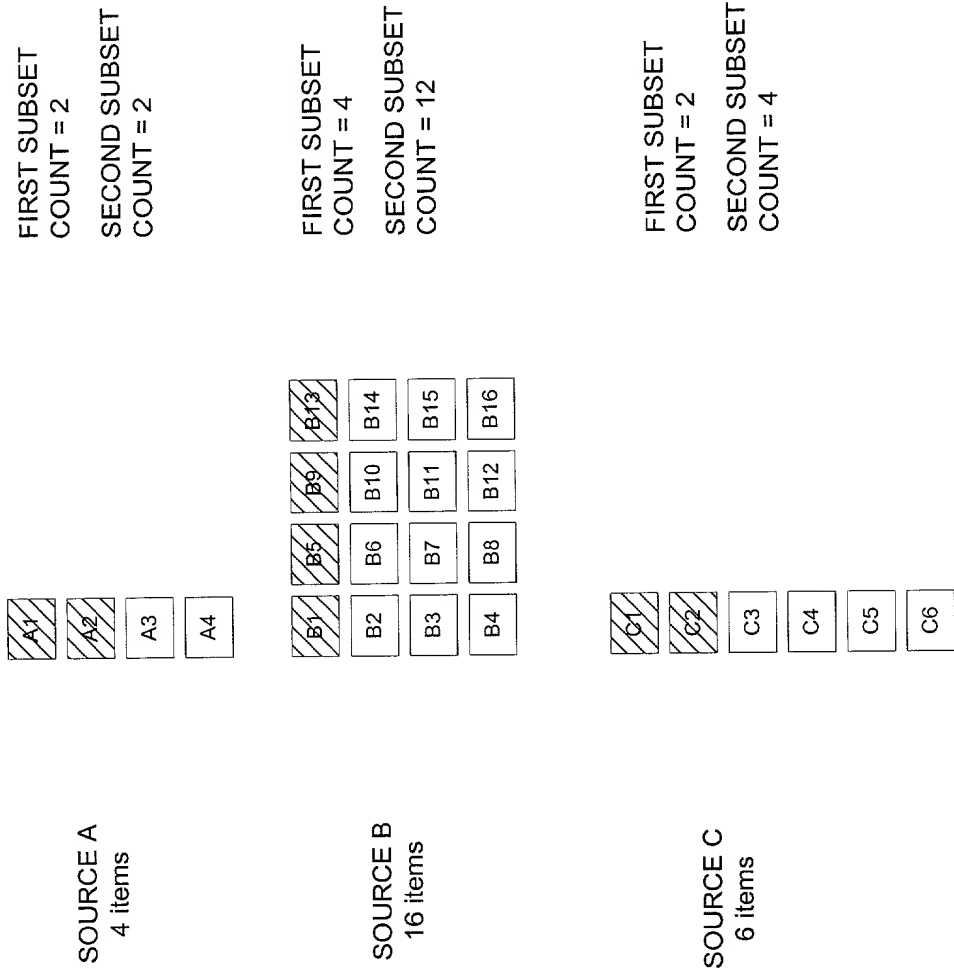 SOURCE A
4 items
A1
A2
A3
A4
FIRST SUBSET
COUNT = 2
SECOND SUBSET
COUNT = 2
SOURCE B
16 items
B1 B5 B9 B13
B2 B6 B10 B14
B3 B7 B11 B15
B4 B8 B12 B16
FIRST SUBSET
COUNT = 4
SECOND SUBSET
COUNT = 12
SOURCE C
6 items
C1
C2
C3
C4
C5
C6
FIRST SUBSET
COUNT = 2
SECOND SUBSET
COUNT = 4